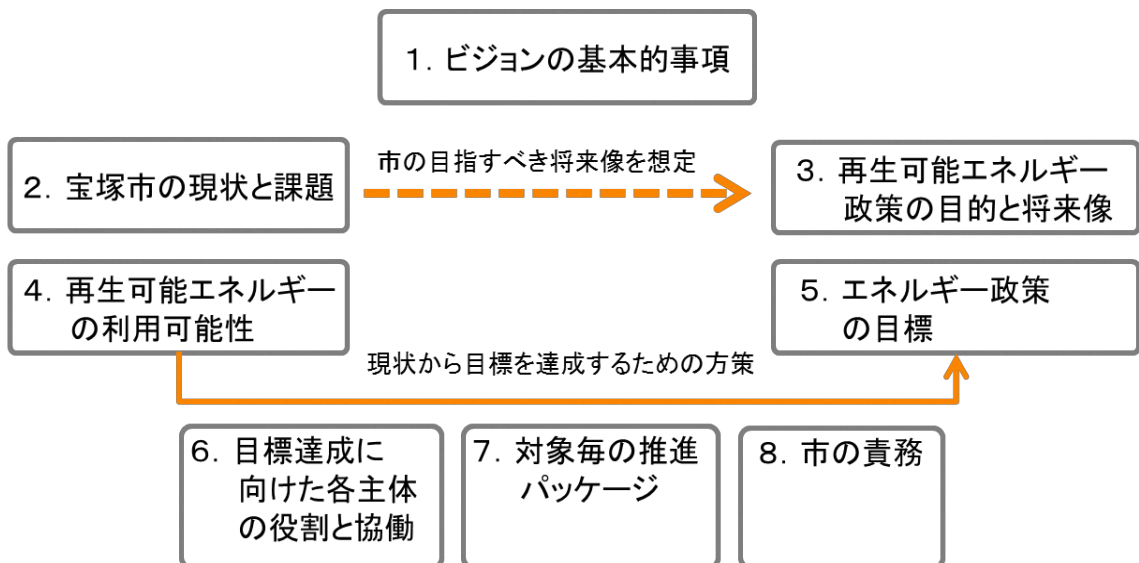 1. ビジョンの基本的事項
2. 宝塚市の現状と課題
市の目指すべき将来像を想定
3. 再生可能エネルギー
政策の目的と将来像
4. 再生可能エネルギー
の利用可能性
5. エネルギー政策
の目標
現状から目標を達成するための方策
6. 目標達成に
向けた各主体
の役割と協働
7. 対象毎の推進
パッケージ
8. 市の責務